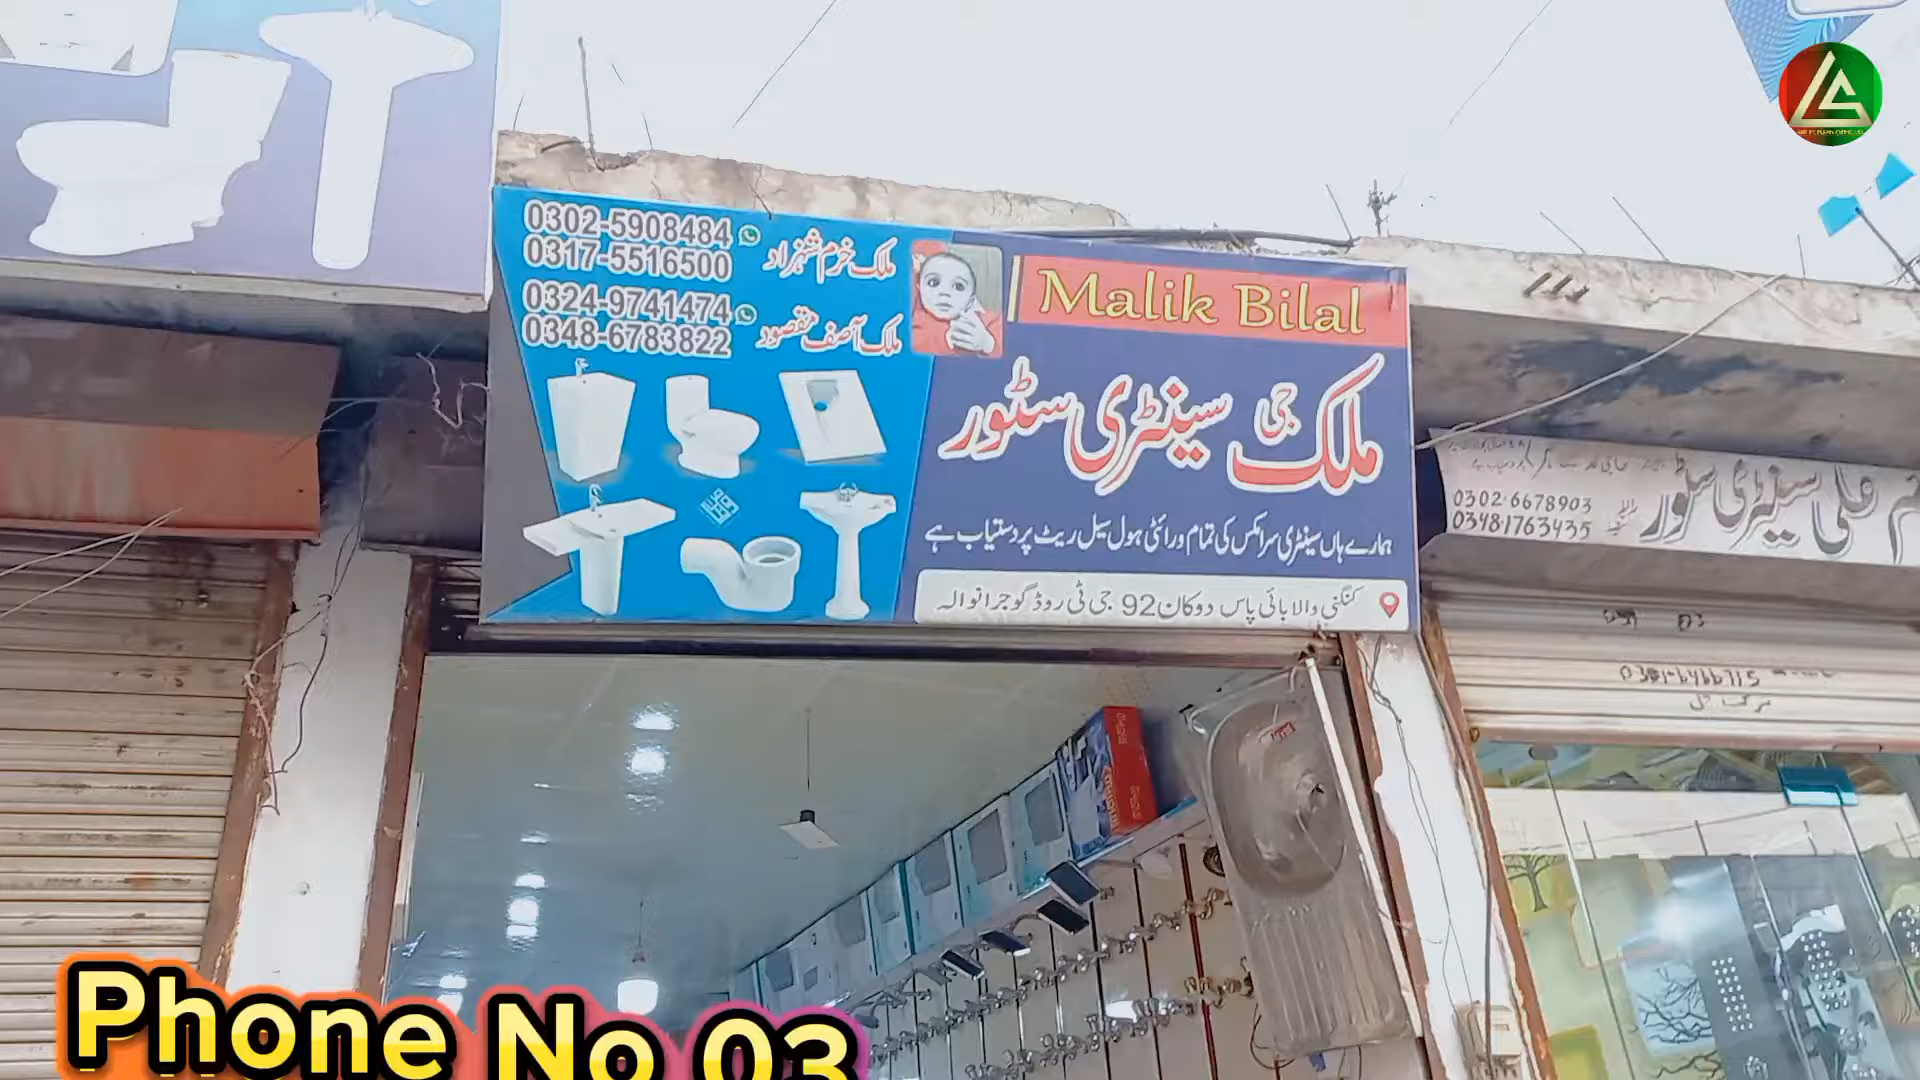 0302-5908484
0317-5516500
ملک خرم شہزاد
0324-9741474
0348-6783822
ملک آصف مقصود
Malik Bilal
ملک جی سینٹری سٹور
ہمارے ہاں سینٹری سرامکس کی تمام ورائٹی ہول سیل ریٹ پر دستیاب ہے
کنگنی والا بائی پاس دوکان 92 جی ٹی روڈ گوجرانوالہ
0302-6678903
03481763435
علی سینٹری سٹور
Phone No 03